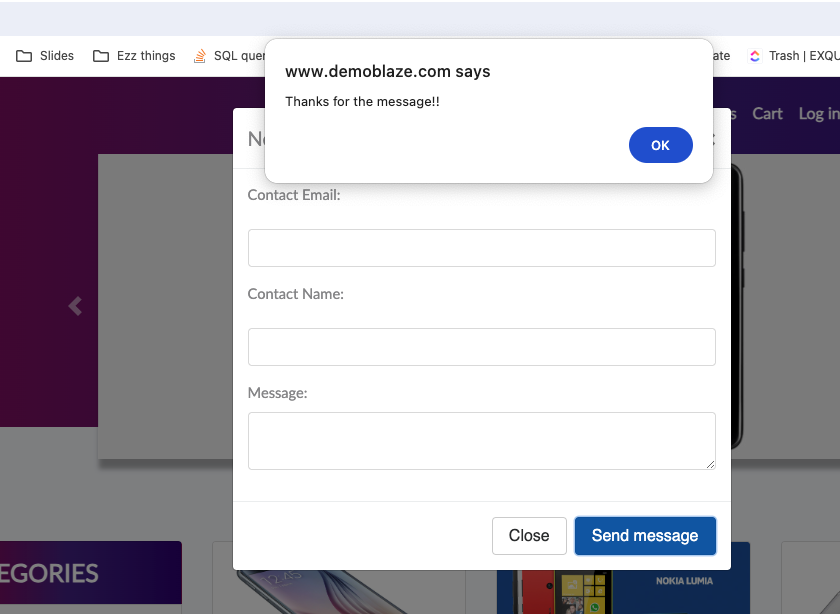 Slides
Ezz things
SQL quer
ate
Trash | EXQU
www.demoblaze.com says
Thanks for the message!!
OK
s
Cart
Log in
Ne
Contact Email:
Contact Name:
Message:
Close
Send message
EGORIES
NOKIA LUMIA